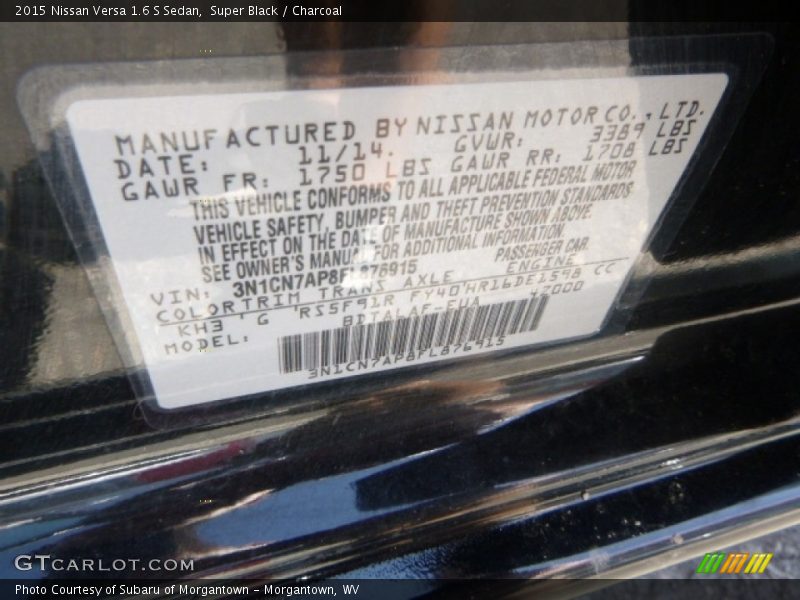 2015 Nissan Versa 1.6 S Sedan,  Super Black / Charcoal
MANUFACTURED BY NISSAN MOTOR CO.,LTD.
DATE: 11/14. GVWR: 3389 LBS
GAWR FR: 1750 LBS GAWR RR: 1708 LBS
THIS VEHICLE CONFORMS TO ALL APPLICABLE FEDERAL MOTOR
VEHICLE SAFETY, BUMPER AND THEFT PREVENTION STANDARDS
IN EFFECT ON THE DATE OF MANUFACTURE SHOWN ABOVE.
SEE OWNER'S MANUAL FOR ADDITIONAL INFORMATION.
VIN: 3N1CN7AP8FL876915 PASSENGER CAR
COLOR TRIM TRANS AXLE ENGINE
KH3 G RS5F91R FY40 HR16DE1598 CC
MODEL: BDTALAF-EUA
3N1CN7AP8FL876915
GTCARLOT.COM
Photo Courtesy of Subaru of Morgantown – Morgantown, WV